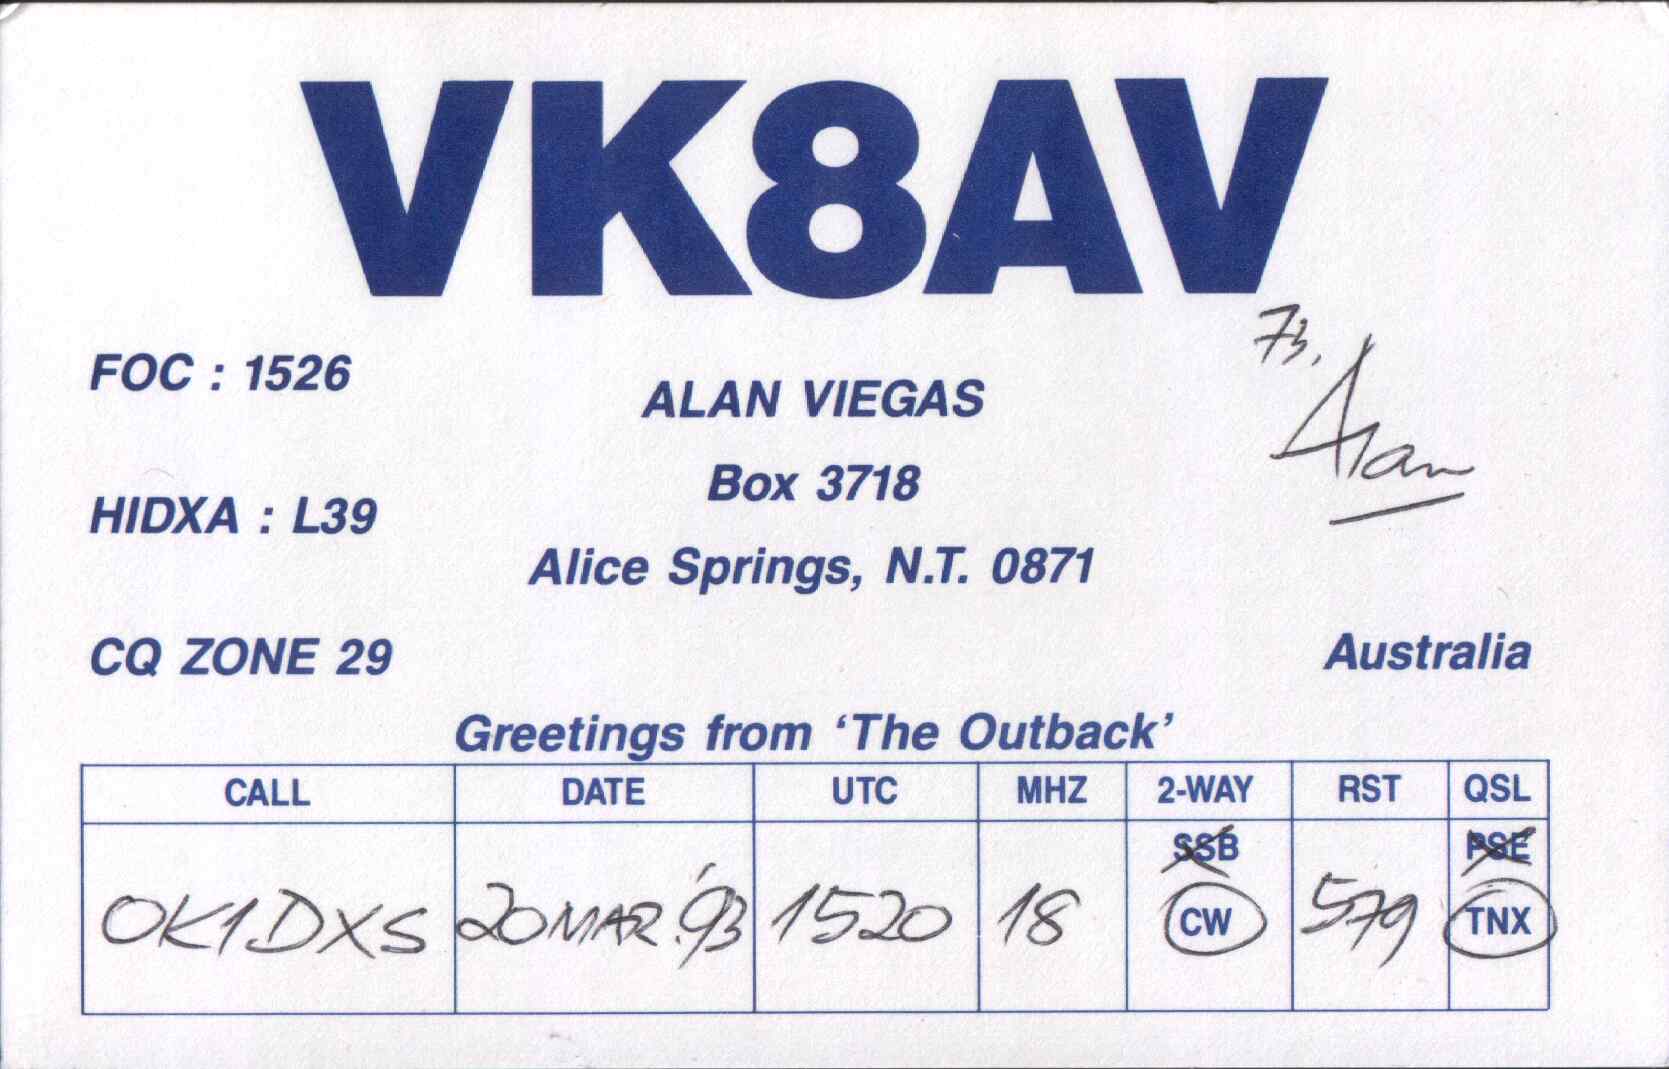 VK8AV
73,
Alan
FOC : 1526
ALAN VIEGAS
Box 3718
HIDXA : L39
Alice Springs, N.T. 0871
CQ ZONE 29
Australia
Greetings from ‘The Outback’
CALL DATE UTC MHZ 2-WAY RST QSL
SSB PSE
OK1DXS 20 MAR. '93 1520 18 CW 579 TNX